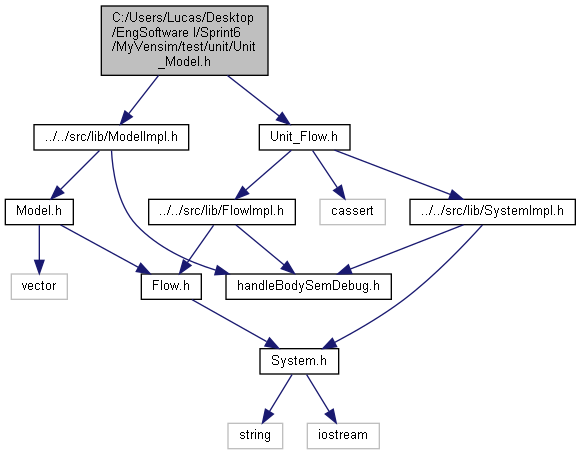 C:/Users/Lucas/Desktop
/EngSoftware I/Sprint6
/MyVensim/test/unit/Unit
_Model.h
../../src/lib/ModelImpl.h
Unit_Flow.h
Model.h
../../src/lib/FlowImpl.h
cassert
../../src/lib/SystemImpl.h
vector
Flow.h
handleBodySemDebug.h
System.h
string
iostream